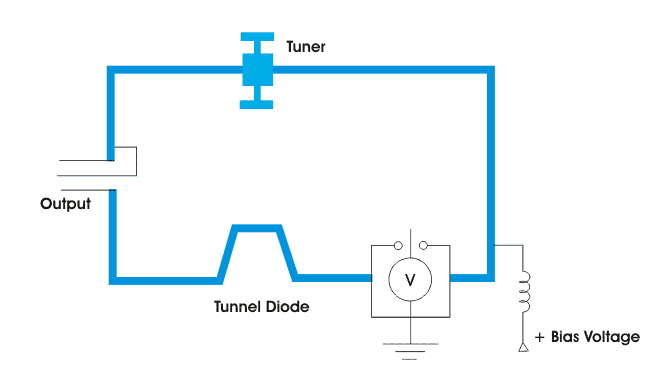 Tuner
Output
V
Tunnel Diode
+ Bias Voltage